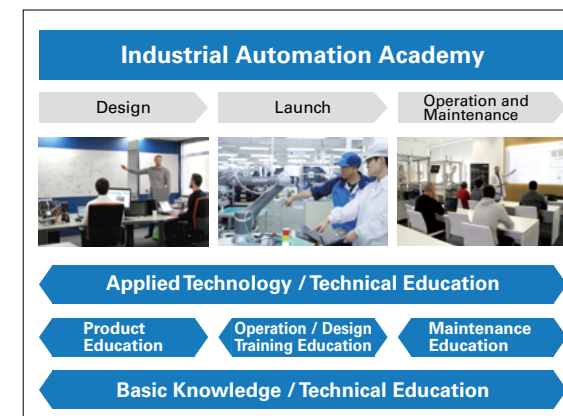 Industrial Automation Academy
Design
Launch
Operation and
Maintenance
Applied Technology / Technical Education
Product
Education
Operation / Design
Training Education
Maintenance
Education
Basic Knowledge / Technical Education